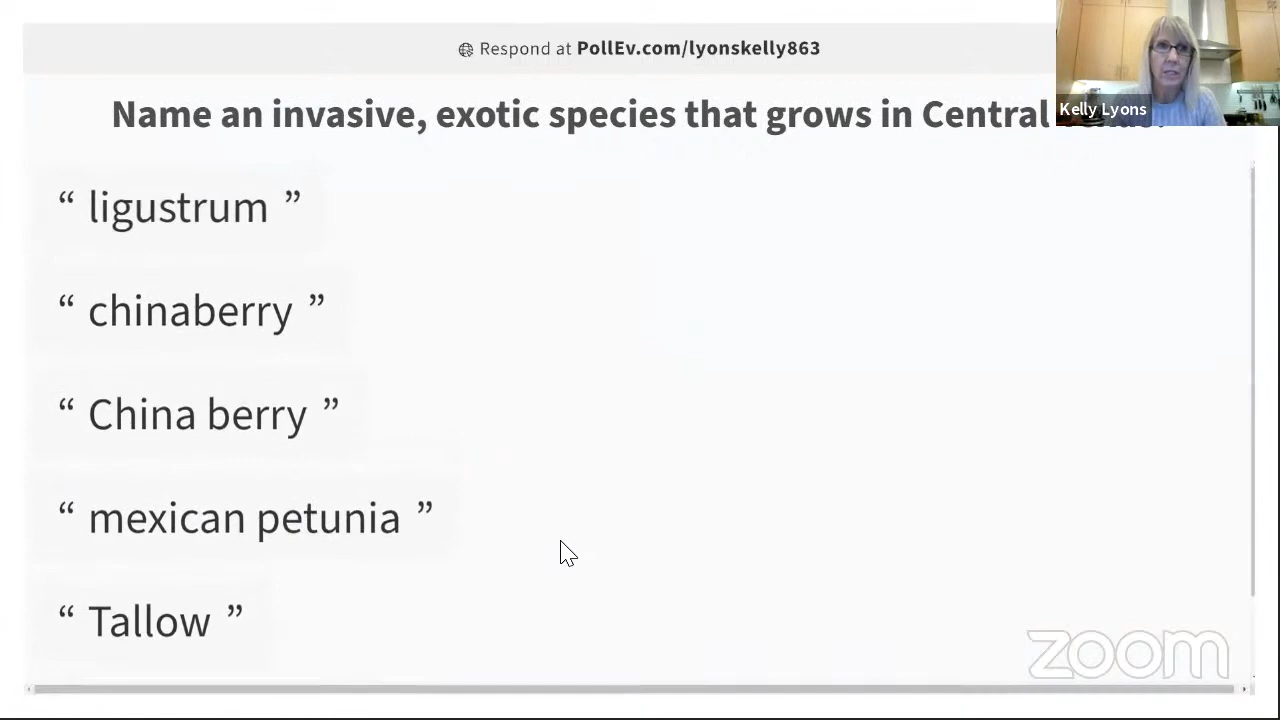 Respond at PollEv.com/lyonskelly863
Name an invasive, exotic species that grows in Central
Kelly Lyons
“ ligustrum ”
“ chinaberry ”
“ China berry ”
“ mexican petunia ”
“ Tallow ”
zoom